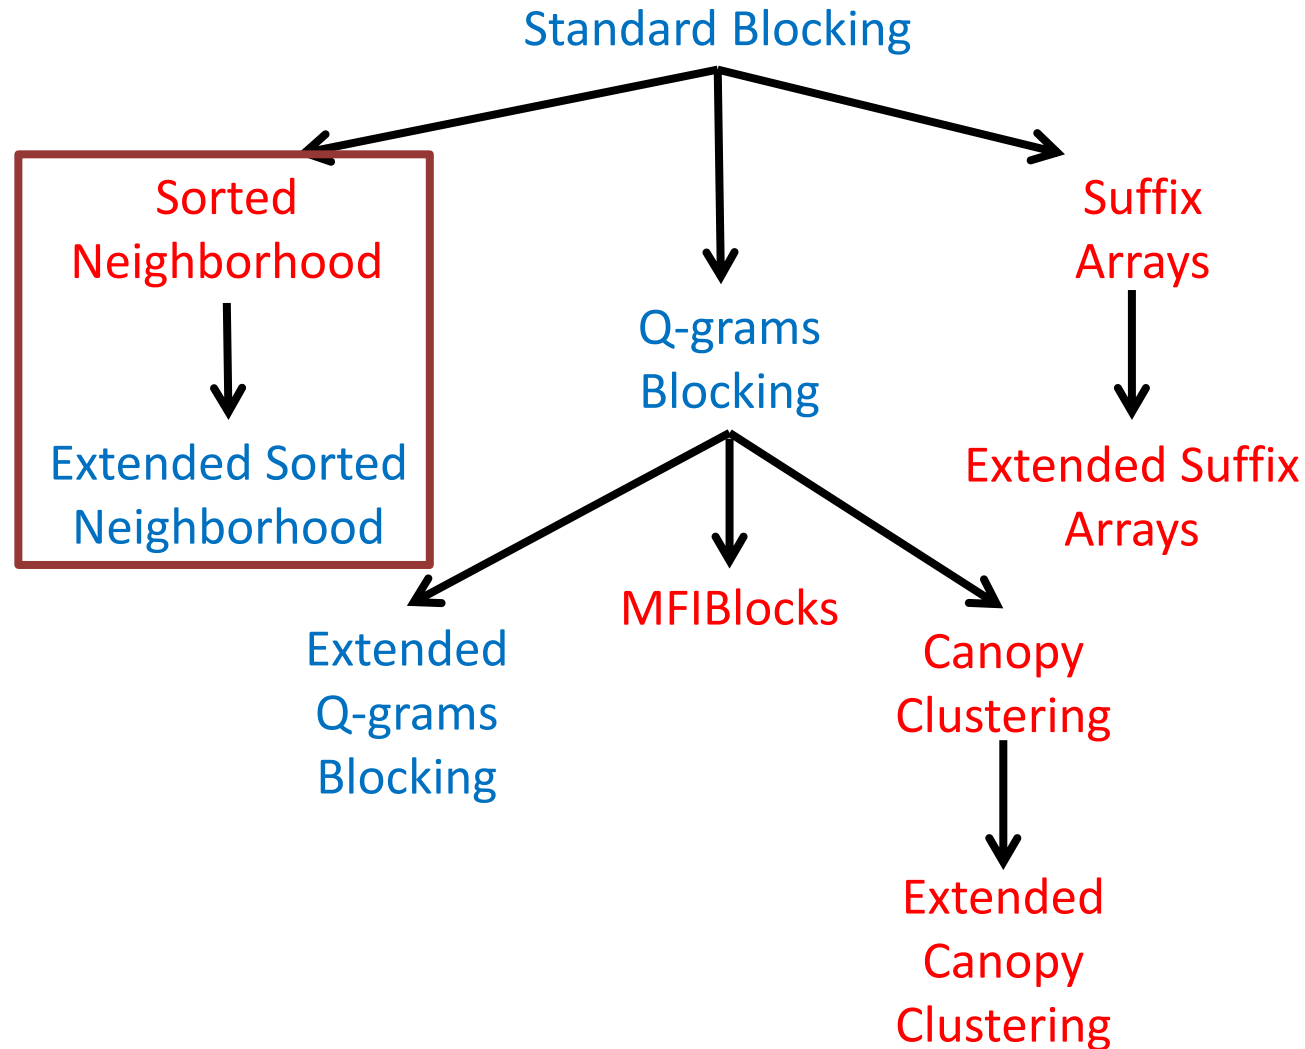 Standard Blocking
Sorted
Neighborhood
Suffix
Arrays
Q-grams
Blocking
Extended Sorted
Neighborhood
Extended Suffix
Arrays
Extended
Q-grams
Blocking
MFIBlocks
Canopy
Clustering
Extended
Canopy
Clustering